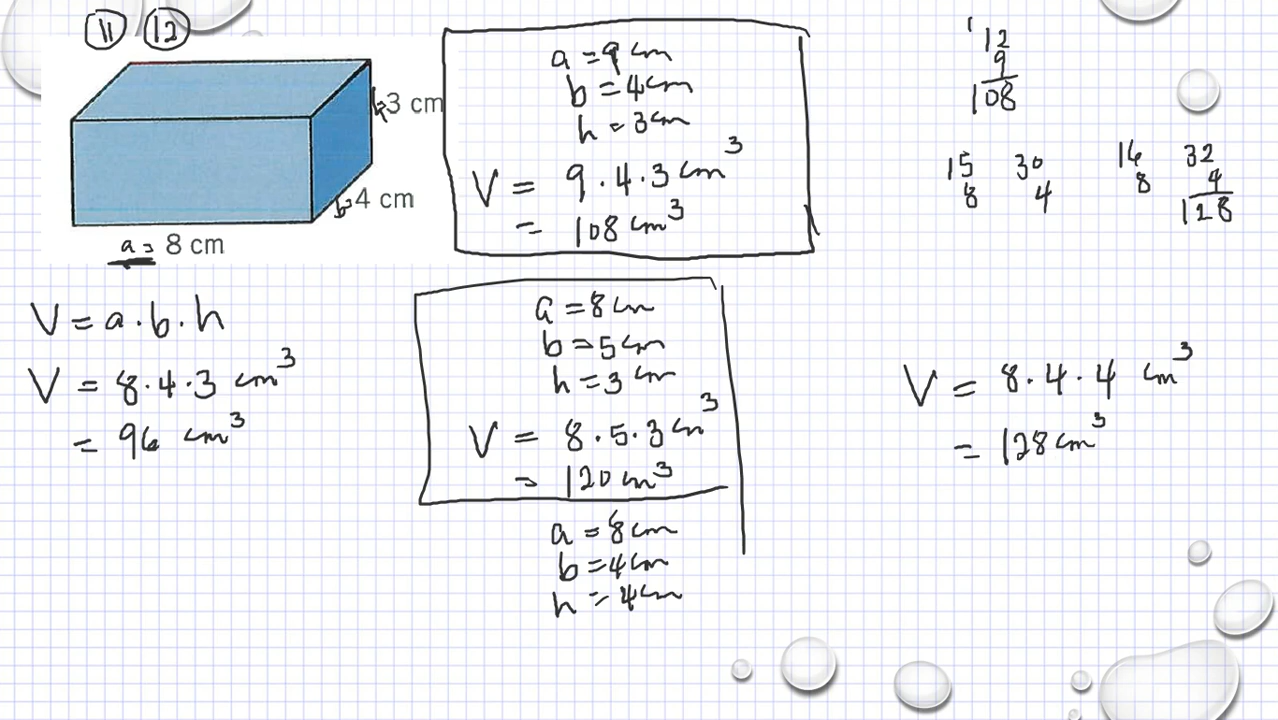 11 12
3 cm
h
b 4 cm
a = 8 cm
V = a . b . h
V = 8 . 4 . 3 cm³
= 96 cm³
a = 9 cm
b = 4 cm
h = 3 cm
V = 9 . 4 . 3 cm³
= 108 cm³
a = 8 cm
b = 5 cm
h = 3 cm
V = 8 . 5 . 3 cm³
= 120 cm³
a = 8 cm
b = 4 cm
h = 4 cm
1
12
9
108
15 30
8 4
16 32
8 4
128
V = 8 . 4 . 4 cm³
= 128 cm³